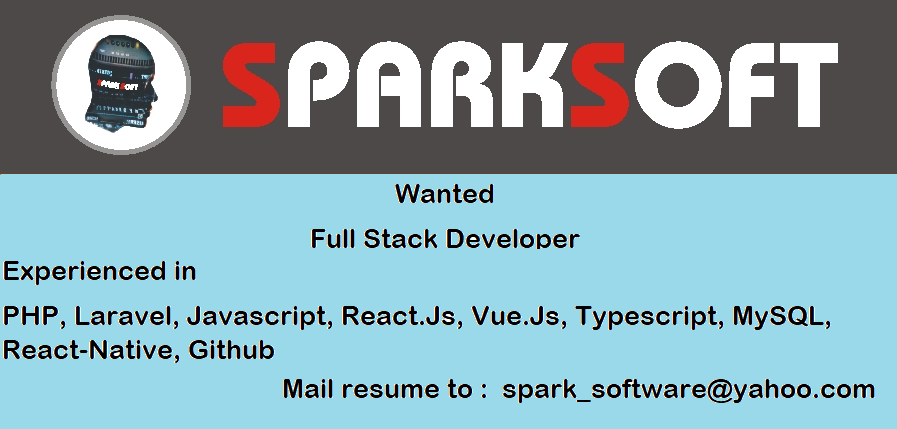 SPARKSOFT
SPARKSOFT
Wanted
Full Stack Developer
Experienced in
PHP, Laravel, Javascript, React.Js, Vue.Js, Typescript, MySQL,
React-Native, Github
Mail resume to : spark_software@yahoo.com